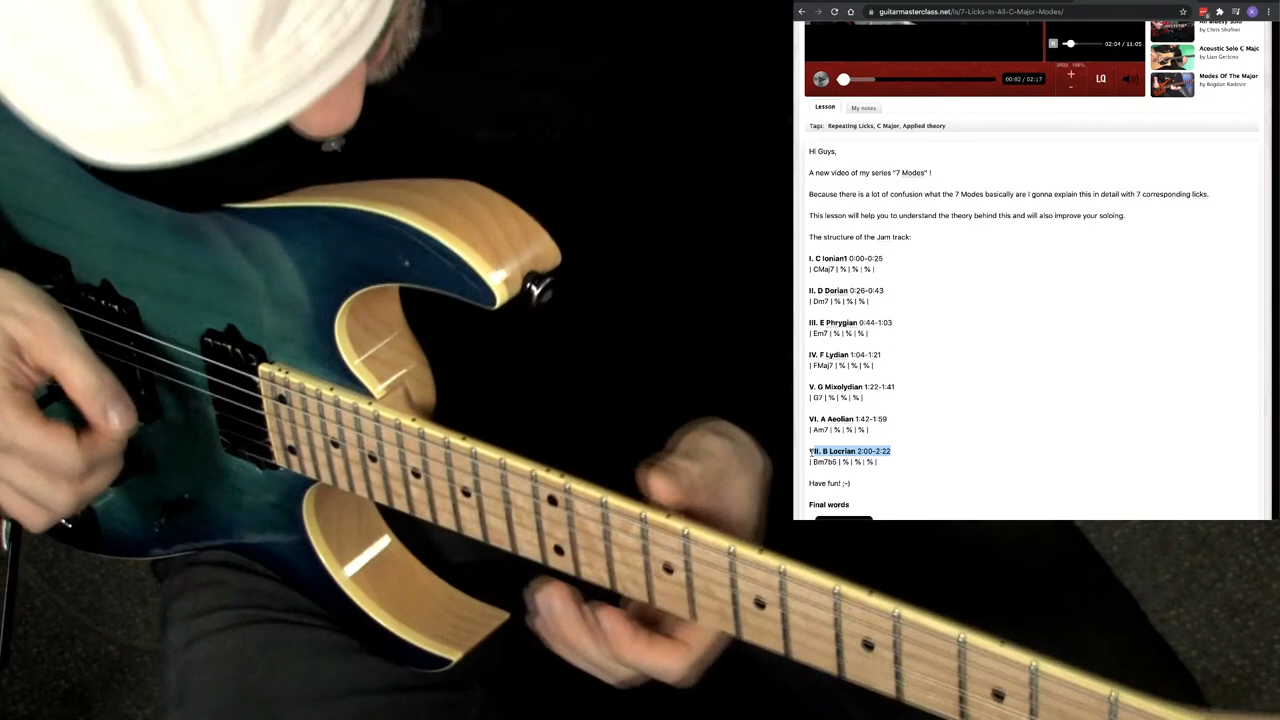 guitarmasterclass.net/ls/7-Licks-In-All-C-Major-Modes/
by Chris Shofner
02:04 / 11:05
Acoustic Solo C Majo
by Lian Gerbino
SPEED 100%
Modes Of The Major
by Bogdan Radovic
00:02 / 02:17
+
LQ
-
Lesson
My notes
Tags: Repeating Licks, C Major, Applied theory
Hi Guys,
A new video of my series "7 Modes" !
Because there is a lot of confusion what the 7 Modes basically are I gonna explain this in detail with 7 corresponding licks.
This lesson will help you to understand the theory behind this and will also improve your soloing.
The structure of the Jam track:
I. C Ionian1 0:00-0:25
| CMaj7 | % | % | % |
II. D Dorian 0:26-0:43
| Dm7 | % | % | % |
III. E Phrygian 0:44-1:03
| Em7 | % | % | % |
IV. F Lydian 1:04-1:21
| FMaj7 | % | % | % |
V. G Mixolydian 1:22-1:41
| G7 | % | % | % |
VI. A Aeolian 1:42-1:59
| Am7 | % | % | % |
VII. B Locrian 2:00-2:22
| Bm7b5 | % | % | % |
Have fun! ;-)
Final words